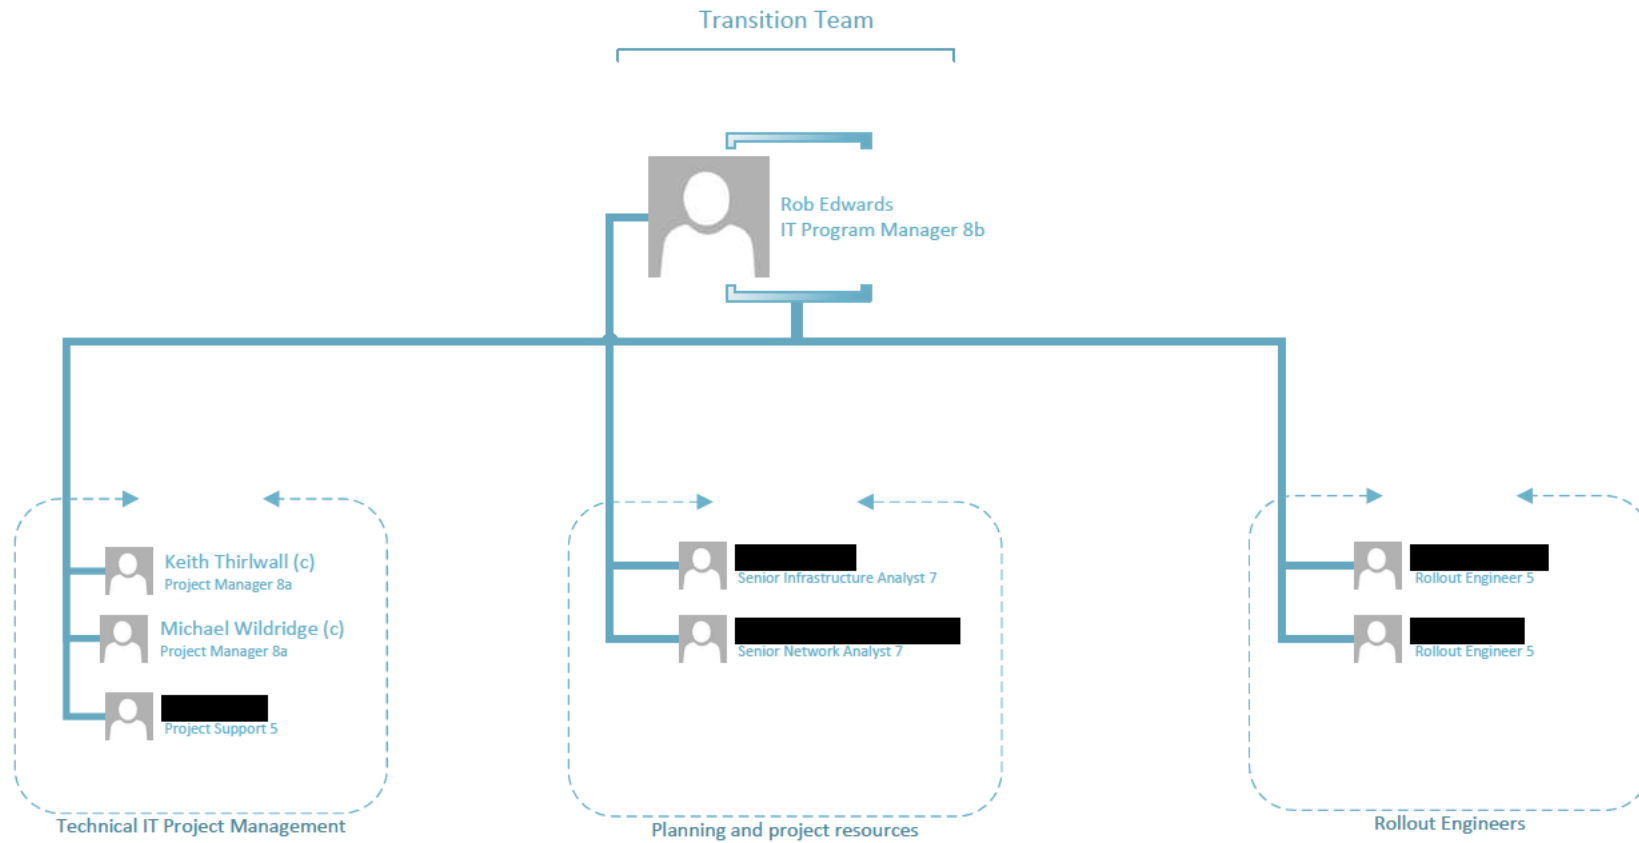 Transition Team
Rob Edwards
IT Program Manager 8b
Keith Thirlwall (c)
Project Manager 8a
Michael Wildridge (c)
Project Manager 8a
Project Support 5
Technical IT Project Management
Senior Infrastructure Analyst 7
Senior Network Analyst 7
Planning and project resources
Rollout Engineer 5
Rollout Engineer 5
Rollout Engineers